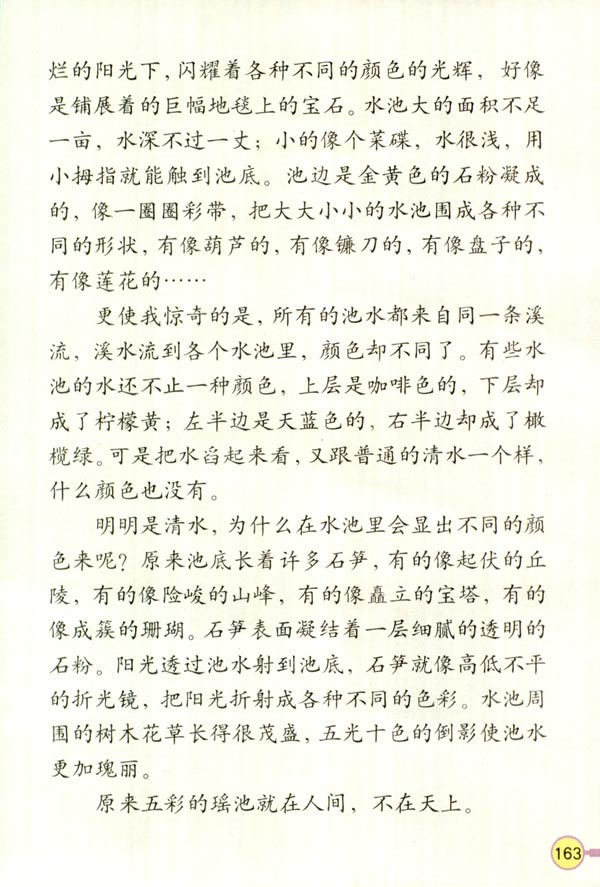 烂的阳光下，闪耀着各种不同的颜色的光辉，好像
是铺展着的巨幅地毯上的宝石。水池大的面积不足
一亩，水深不过一丈；小的像个菜碟，水很浅，用
小拇指就能触到池底。池边是金黄色的石粉凝成
的，像一圈圈彩带，把大大小小的水池围成各种不
同的形状，有像葫芦的，有像镰刀的，有像盘子的，
有像莲花的……
更使我惊奇的是，所有的池水都来自同一条溪
流，溪水流到各个水池里，颜色却不同了。有些水
池的水还不止一种颜色，上层是咖啡色的，下层却
成了柠檬黄；左半边是天蓝色的，右半边却成了橄
榄绿。可是把水舀起来看，又跟普通的清水一个样，
什么颜色也没有。
明明是清水，为什么在水池里会显出不同的颜
色来呢？原来池底长着许多石笋，有的像起伏的丘
陵，有的像险峻的山峰，有的像矗立的宝塔，有的
像成簇的珊瑚。石笋表面凝结着一层细腻的透明的
石粉。阳光透过池水射到池底，石笋就像高低不平
的折光镜，把阳光折射成各种不同的色彩。水池周
围的树木花草长得很茂盛，五光十色的倒影使池水
更加瑰丽。
原来五彩的瑶池就在人间，不在天上。
163